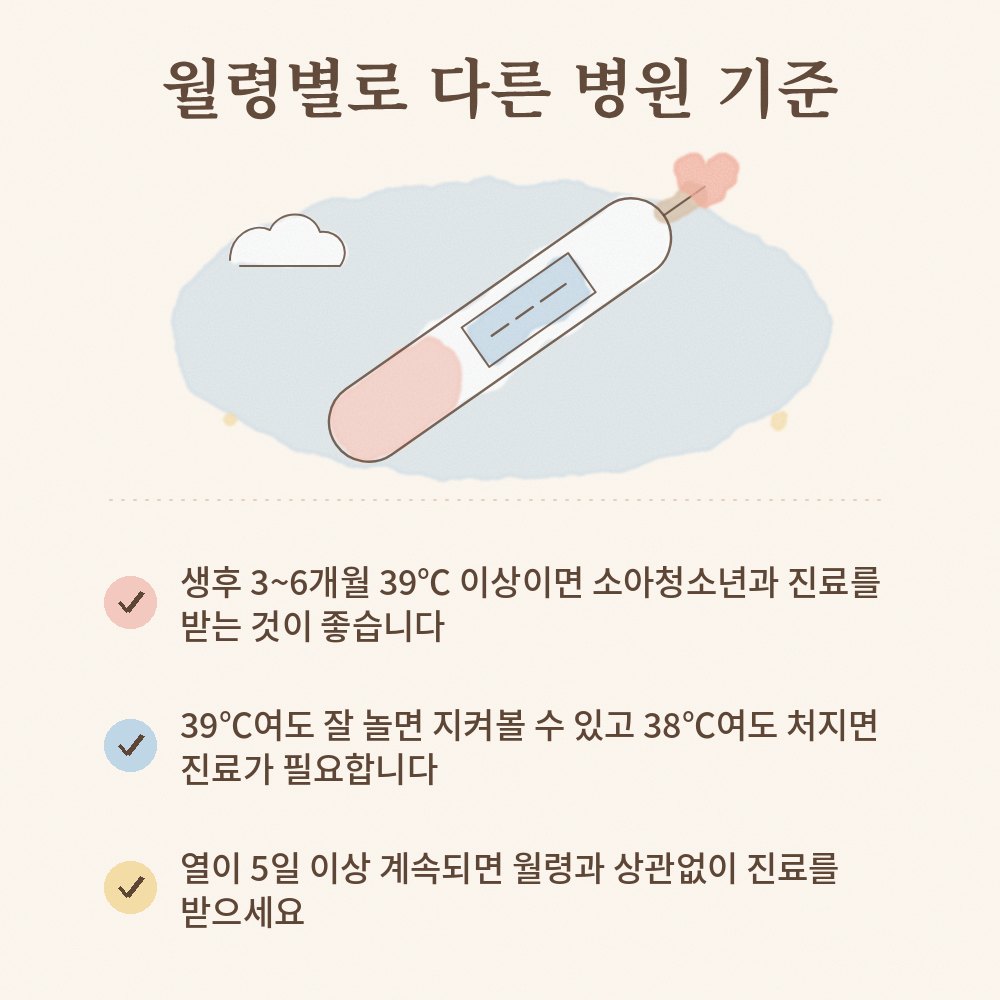 월령별로 다른 병원 기준
생후 3~6개월 39℃ 이상이면 소아청소년과 진료를
받는 것이 좋습니다
39℃여도 잘 놀면 지켜볼 수 있고 38℃여도 처지면
진료가 필요합니다
열이 5일 이상 계속되면 월령과 상관없이 진료를
받으세요